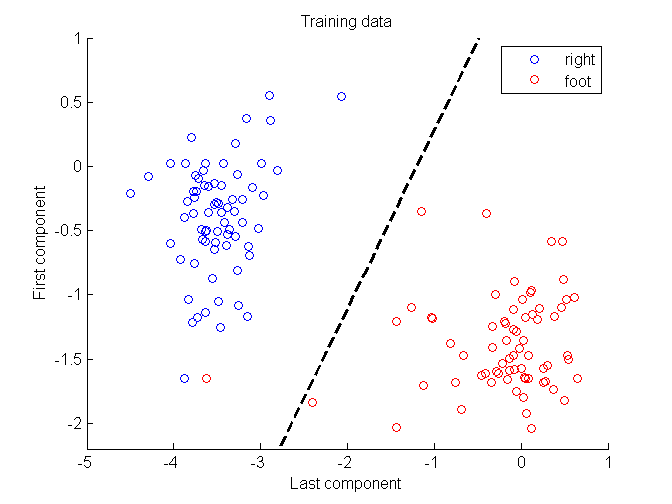 Training data
right
foot
1
0.5
0
-0.5
-1
-1.5
-2
First component
-5
-4
-3
-2
-1
0
1
Last component